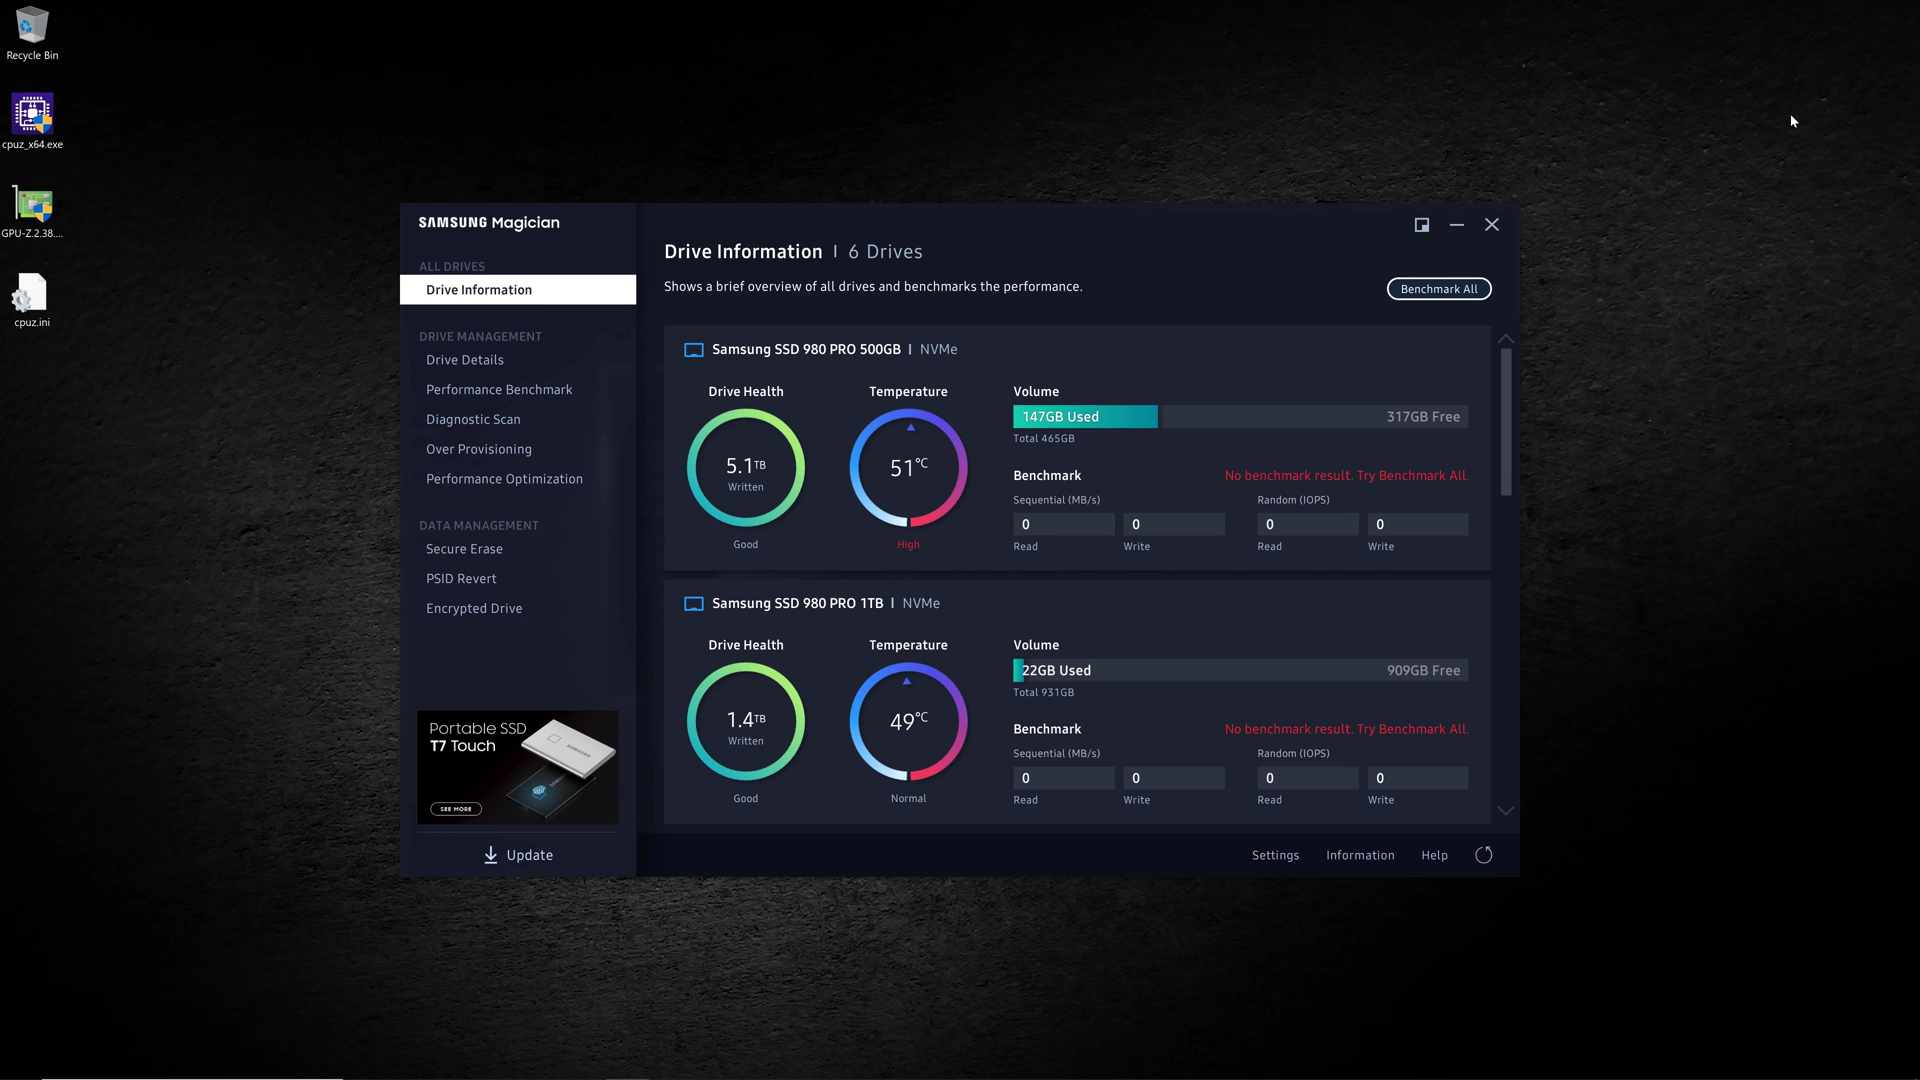 Recycle Bin
cpuz_x64.exe
GPU-Z.2.38....
cpuz.ini
SAMSUNG Magician
ALL DRIVES
Drive Information
DRIVE MANAGEMENT
Drive Details
Performance Benchmark
Diagnostic Scan
Over Provisioning
Performance Optimization
DATA MANAGEMENT
Secure Erase
PSID Revert
Encrypted Drive
Portable SSD
T7 Touch
SAMSUNG
SEE MORE
Update
Drive Information | 6 Drives
Shows a brief overview of all drives and benchmarks the performance.
Benchmark All
Samsung SSD 980 PRO 500GB | NVMe
Drive Health
5.1TB
Written
Good
Temperature
51°C
High
Volume
147GB Used 317GB Free
Total 465GB
Benchmark No benchmark result. Try Benchmark All.
Sequential (MB/s) Random (IOPS)
0 0 0 0
Read Write Read Write
Samsung SSD 980 PRO 1TB | NVMe
Drive Health
1.4TB
Written
Good
Temperature
49°C
Normal
Volume
22GB Used 909GB Free
Total 931GB
Benchmark No benchmark result. Try Benchmark All.
Sequential (MB/s) Random (IOPS)
0 0 0 0
Read Write Read Write
Settings Information Help